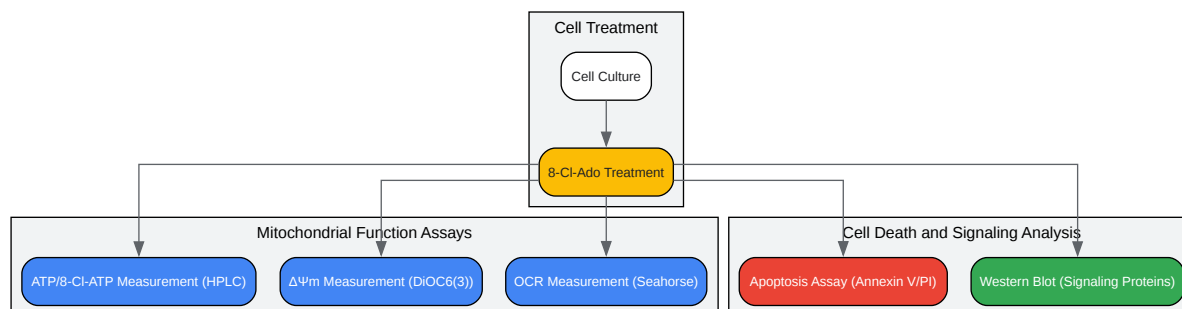 Cell Treatment
Cell Culture
8-Cl-Ado Treatment
Mitochondrial Function Assays
Cell Death and Signaling Analysis
ATP/8-Cl-ATP Measurement (HPLC)
ΔΨm Measurement (DiOC6(3))
OCR Measurement (Seahorse)
Apoptosis Assay (Annexin V/PI)
Western Blot (Signaling Proteins)